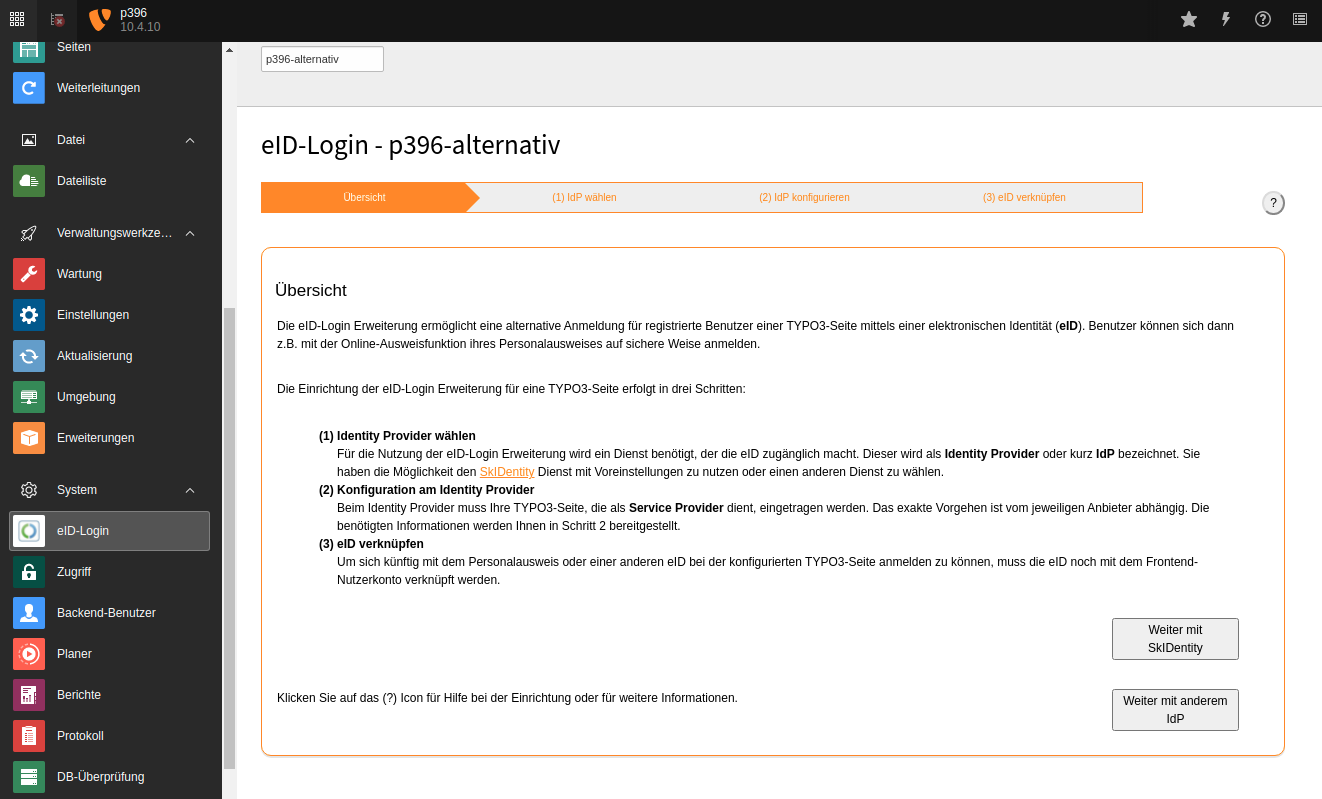 p396
10.4.10
Seiten
Weiterleitungen
Datei
Dateiliste
Verwaltungswerkze...
Wartung
Einstellungen
Aktualisierung
Umgebung
Erweiterungen
System
eID-Login
Zugriff
Backend-Benutzer
Planer
Berichte
Protokoll
DB-Überprüfung
p396-alternativ
eID-Login - p396-alternativ
Übersicht
(1) IdP wählen
(2) IdP konfigurieren
(3) eID verknüpfen
?
Übersicht
Die eID-Login Erweiterung ermöglicht eine alternative Anmeldung für registrierte Benutzer einer TYPO3-Seite mittels einer elektronischen Identität (eID). Benutzer können sich dann
z.B. mit der Online-Ausweisfunktion ihres Personalausweises auf sichere Weise anmelden.
Die Einrichtung der eID-Login Erweiterung für eine TYPO3-Seite erfolgt in drei Schritten:
(1) Identity Provider wählen
Für die Nutzung der eID-Login Erweiterung wird ein Dienst benötigt, der die eID zugänglich macht. Dieser wird als Identity Provider oder kurz IdP bezeichnet. Sie
haben die Möglichkeit den SkIDentity Dienst mit Voreinstellungen zu nutzen oder einen anderen Dienst zu wählen.
(2) Konfiguration am Identity Provider
Beim Identity Provider muss Ihre TYPO3-Seite, die als Service Provider dient, eingetragen werden. Das exakte Vorgehen ist vom jeweiligen Anbieter abhängig. Die
benötigten Informationen werden Ihnen in Schritt 2 bereitgestellt.
(3) eID verknüpfen
Um sich künftig mit dem Personalausweis oder einer anderen eID bei der konfigurierten TYPO3-Seite anmelden zu können, muss die eID noch mit dem Frontend-
Nutzerkonto verknüpft werden.
Weiter mit
SkIDentity
Klicken Sie auf das (?) Icon für Hilfe bei der Einrichtung oder für weitere Informationen.
Weiter mit anderem
IdP